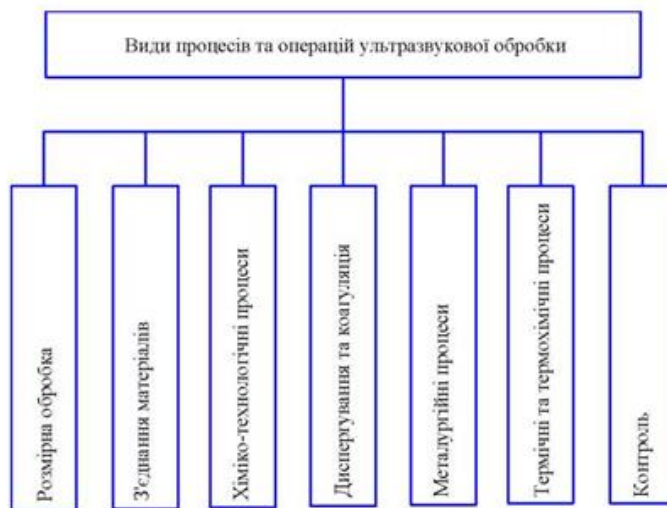 Види процесів та операцій ультразвукової обробки
Розмірна обробка
З'єднання матеріалів
Хіміко-технологічні процеси
Диспергування та коагуляція
Металургійні процеси
Термічні та термохімічні процеси
Контроль